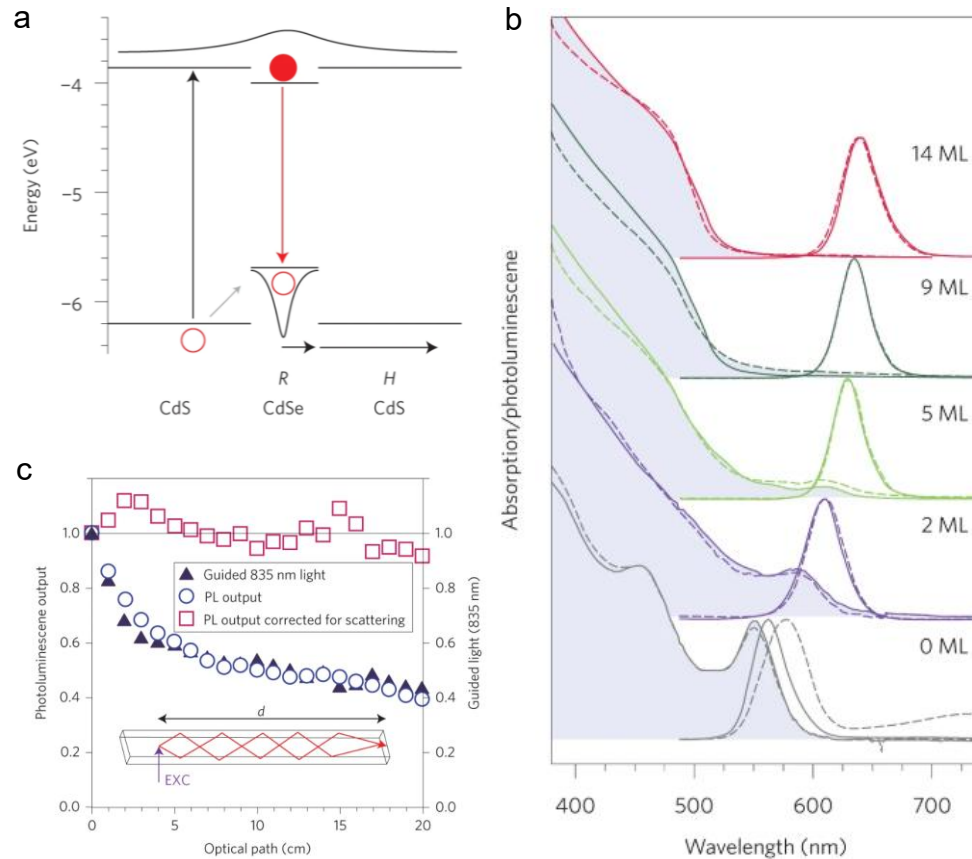 a
Energy (eV)
−4
−5
−6
R
H
CdS
CdSe
CdS
b
Absorption/photoluminescene
14 ML
9 ML
5 ML
2 ML
0 ML
400
500
600
700
Wavelength (nm)
c
Photoluminescene output
1.0
0.8
0.6
0.4
0.2
0.0
Guided 835 nm light
PL output
PL output corrected for scattering
d
EXC
1.0
0.8
0.6
0.4
0.2
0.0
Guided light (835 nm)
0
5
10
15
20
Optical path (cm)